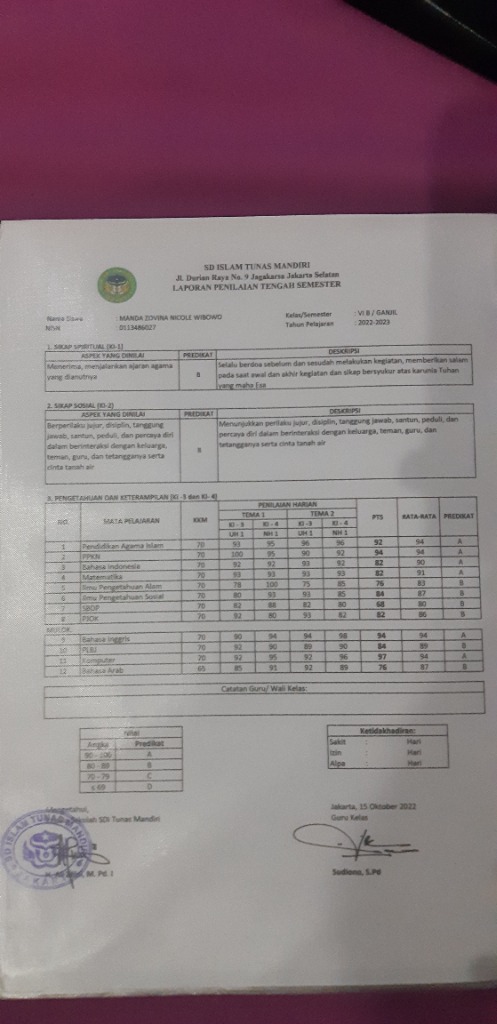 SD ISLAM TUNAS MANDIRI
Jl. Durian Raya No. 9 Jagakarsa Jakarta Selatan
LAPORAN PENILAIAN TENGAH SEMESTER
Nama Siswa : MANDA ZOVINA NICOLE WIBOWO Kelas/Semester : VI B / GANJIL
NISN : 0113486027 Tahun Pelajaran : 2022-2023
1. SIKAP SPIRITUAL (KI-1)
ASPEK YANG DINILAI PREDIKAT DESKRIPSI
Menerima, menjalankan ajaran agama yang dianutnya B Selalu berdoa sebelum dan sesudah melakukan kegiatan, memberikan salam
pada saat awal dan akhir kegiatan dan sikap bersyukur atas karunia Tuhan
yang maha Esa
2. SIKAP SOSIAL (KI-2)
ASPEK YANG DINILAI PREDIKAT DESKRIPSI
Berperilaku jujur, disiplin, tanggung
jawab, santun, peduli, dan percaya diri
dalam berinteraksi dengan keluarga,
teman, guru, dan tetangganya serta
cinta tanah air
B
Menunjukkan perilaku jujur, disiplin, tanggung jawab, santun, peduli, dan
percaya diri dalam berinteraksi dengan keluarga, teman, guru, dan
tetangganya serta cinta tanah air
3. PENGETAHUAN DAN KETERAMPILAN (KI -3 dan KI- 4)
NO. MATA PELAJARAN KKM PENILAIAN HARIAN PTS RATA-RATA PREDIKAT
TEMA 1 TEMA 2
KI - 3 KI - 4 KI -3 KI - 4
UH 1 NH 1 UH 1 NH 1
1 Pendidikan Agama Islam 70 93 95 96 96 92 94 A
2 PPKN 70 100 95 90 92 94 94 A
3 Bahasa Indonesia 70 92 92 93 92 82 90 A
4 Matematika 70 93 93 93 93 82 91 A
5 Ilmu Pengetahuan Alam 70 78 100 75 85 76 83 B
6 Ilmu Pengetahuan Sosial 70 80 93 93 85 84 87 B
7 SBDP 70 82 88 82 80 68 80 B
8 PJOK 70 92 80 93 82 82 86 B
MULOK
9 Bahasa Inggris 70 90 94 94 98 94 94 A
10 PLBJ 70 92 90 89 90 84 89 B
11 Komputer 70 92 95 92 96 97 94 A
12 Bahasa Arab 65 85 91 92 89 76 87 B
Catatan Guru/ Wali Kelas:
Nilai
Angka Predikat
90 - 100 A
80 - 89 B
70 - 79 C
≤ 69 D
Ketidakhadiran:
Sakit : Hari
Izin : Hari
Alpa : Hari
Mengetahui,
Sekolah SDI Tunas Mandiri
Jakarta, 15 Oktober 2022
Guru Kelas
SD ISLAM TUNAS MANDIRI
M. Pd. I
Sudiono, S.Pd